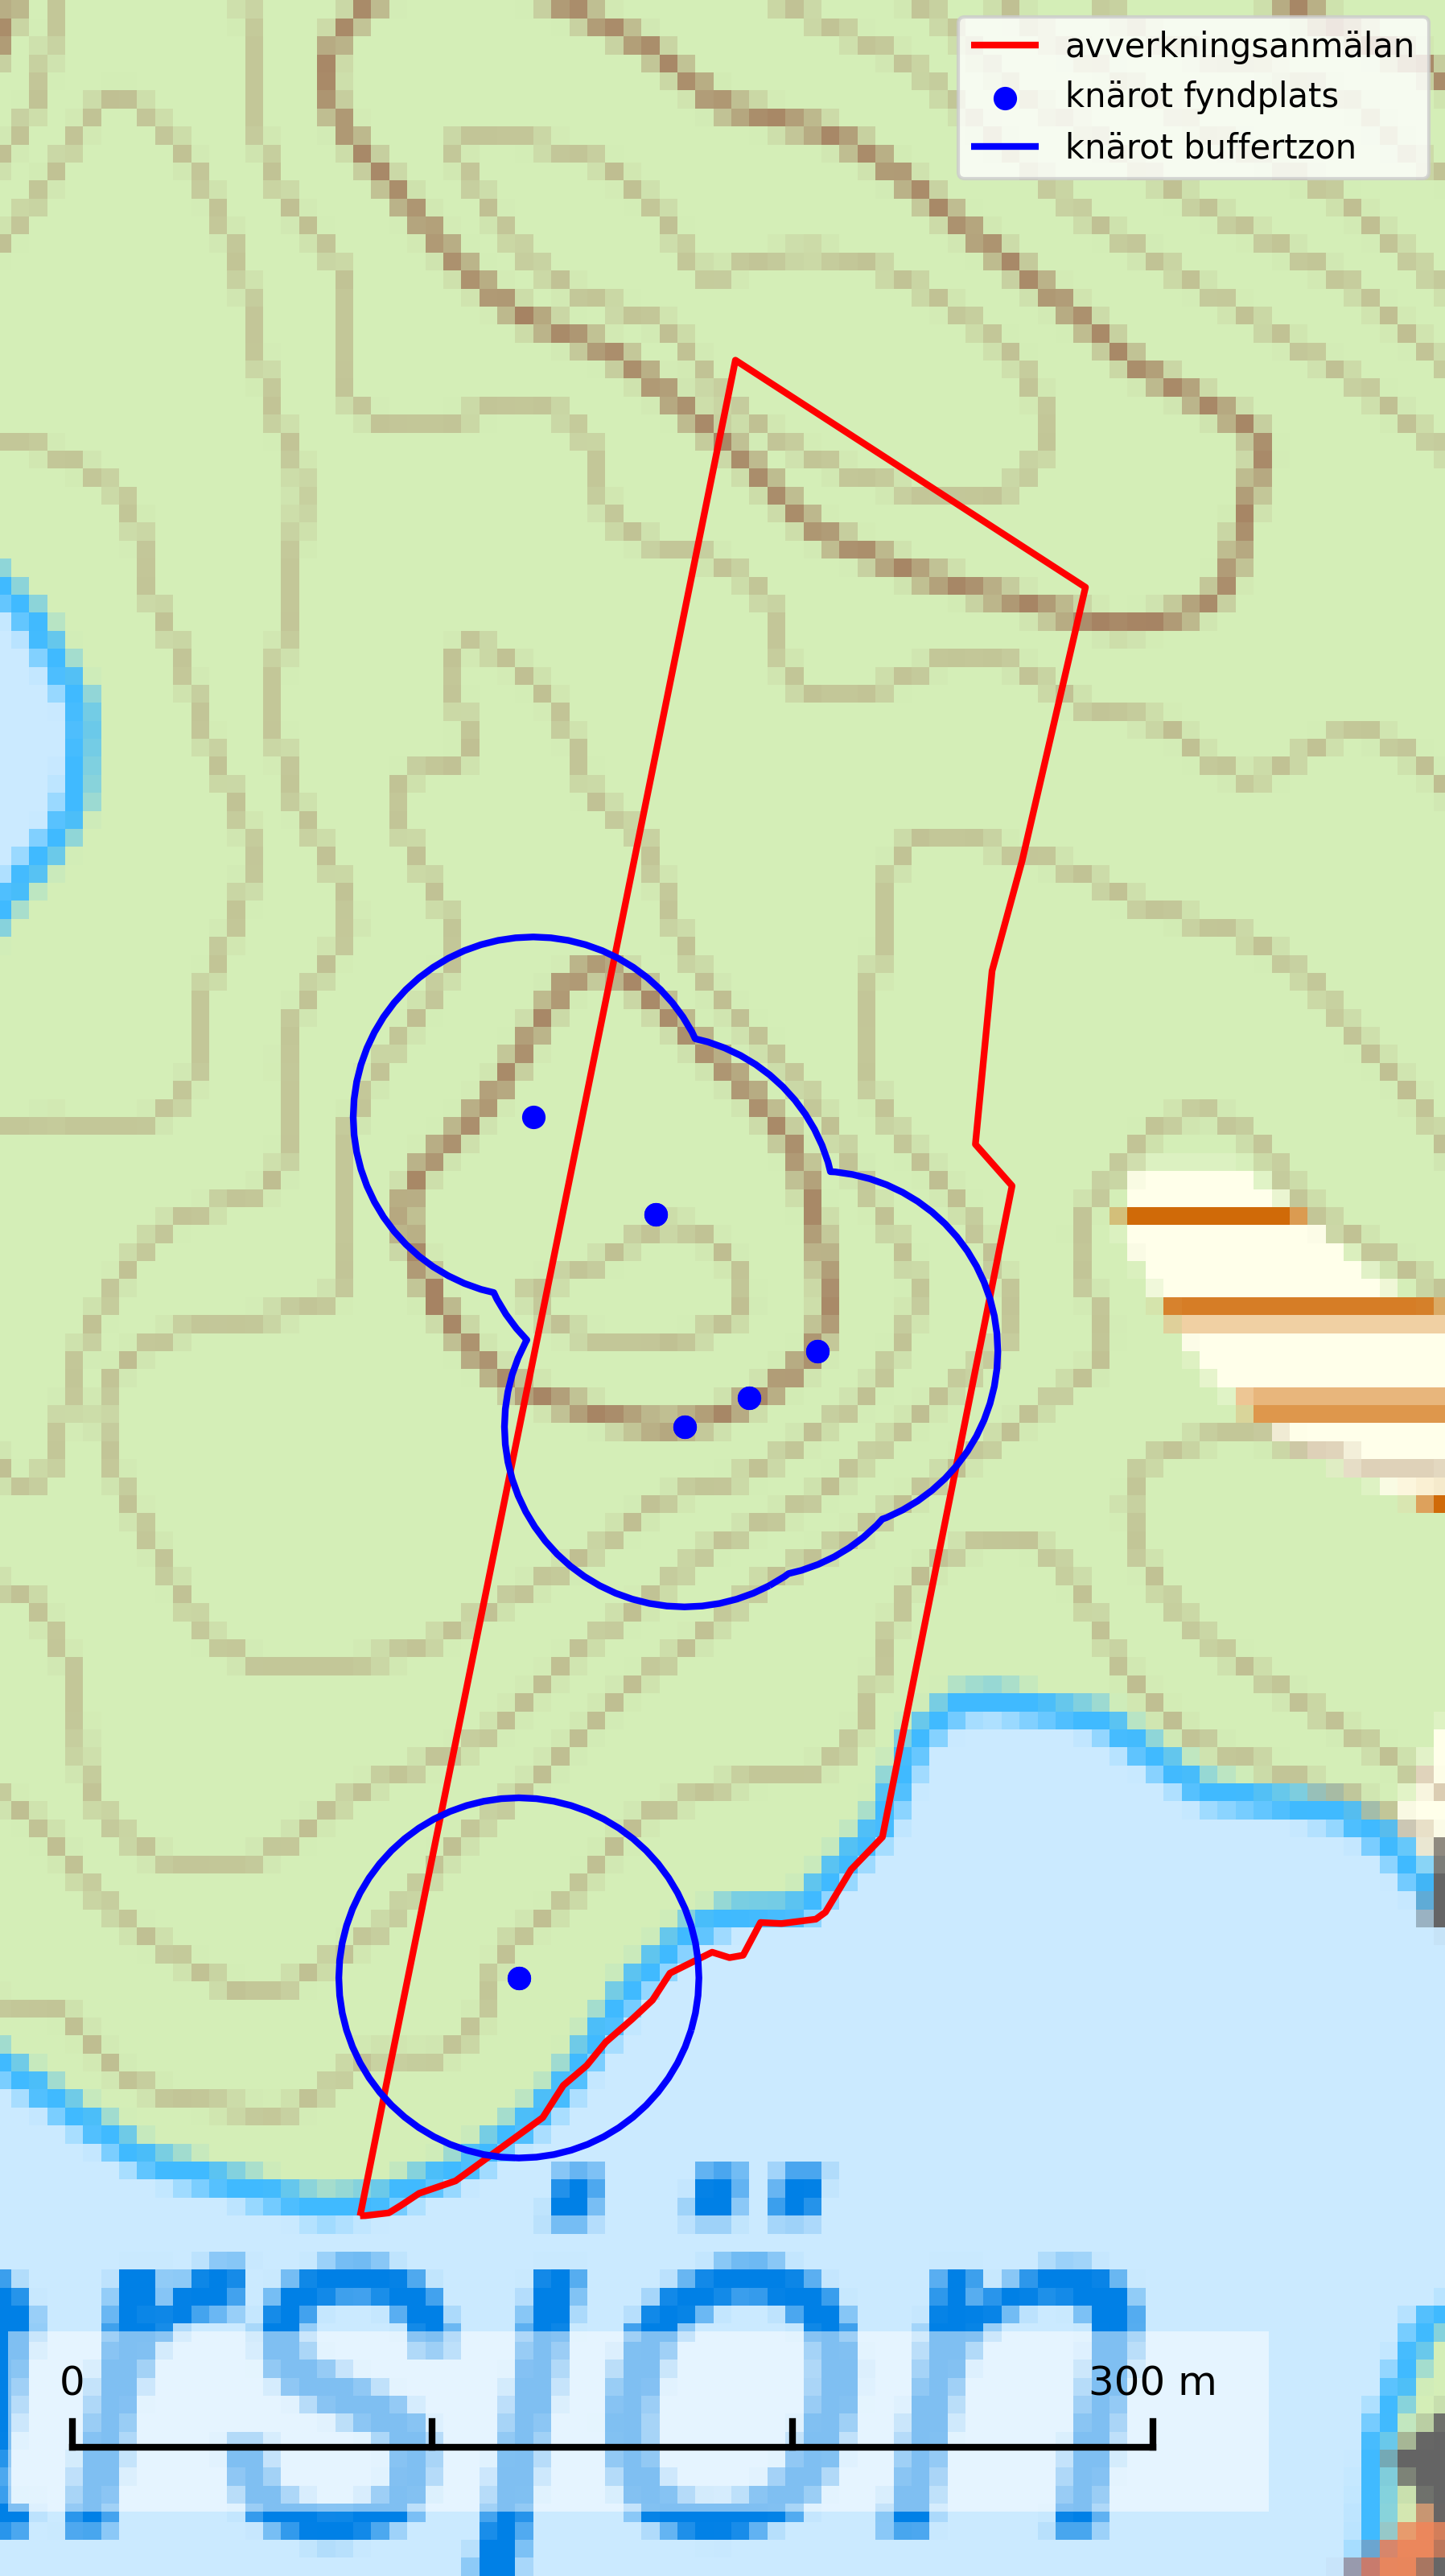 avverkningsanmälan
knärot fyndplats
knärot buffertzon
rsjön
0 300 m